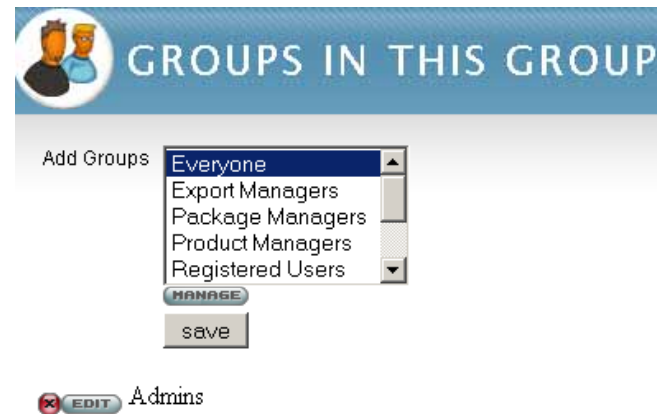 GROUPS IN THIS GROUP
Add Groups
Everyone
Export Managers
Package Managers
Product Managers
Registered Users
MANAGE
save
EDIT Admins